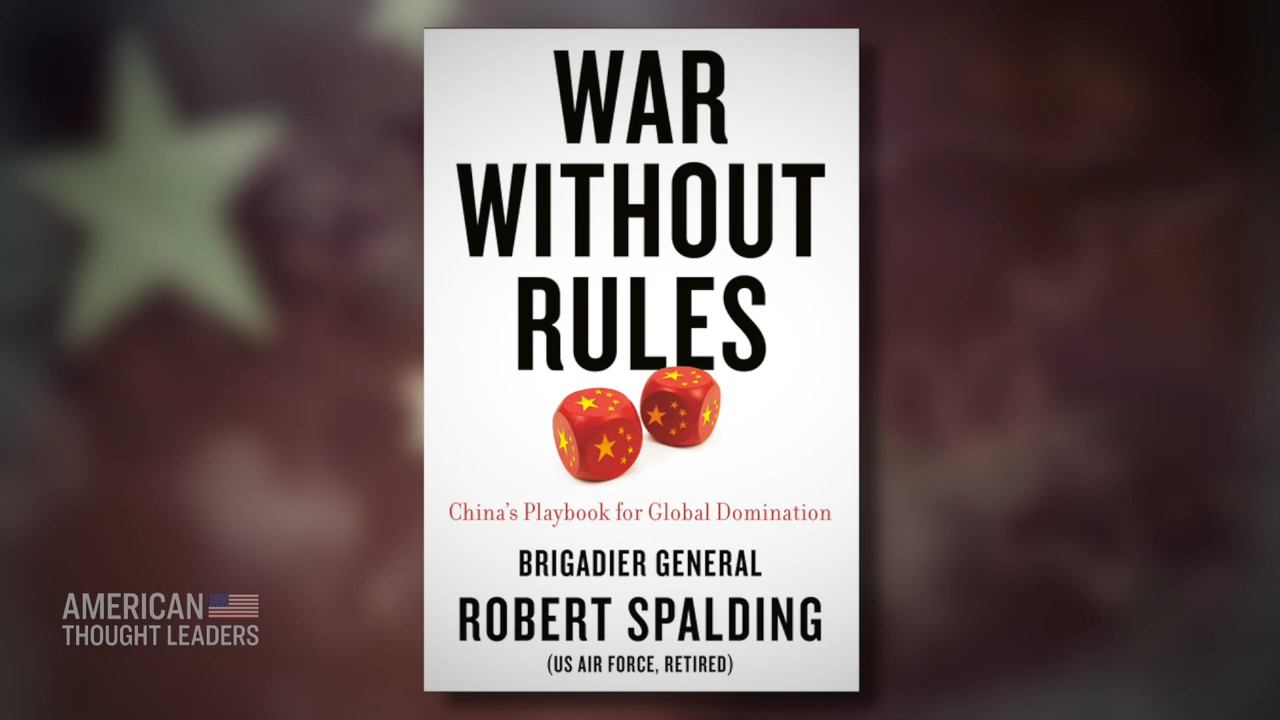 WAR
WITHOUT
RULES
China's Playbook for Global Domination
BRIGADIER GENERAL
ROBERT SPALDING
(US AIR FORCE, RETIRED)
AMERICAN
THOUGHT LEADERS